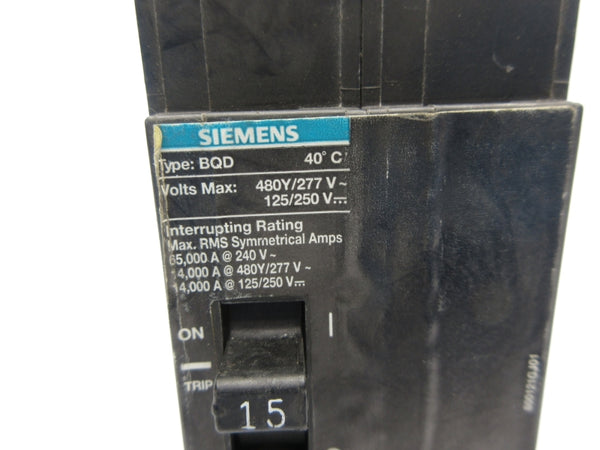 SIEMENS
Type: BQD 40° C
Volts Max: 480Y/277 V ~
125/250 V⎓
Interrupting Rating
Max. RMS Symmetrical Amps
65,000 A @ 240 V ~
14,000 A @ 480Y/277 V ~
14,000 A @ 125/250 V⎓
ON I
TRIP
15